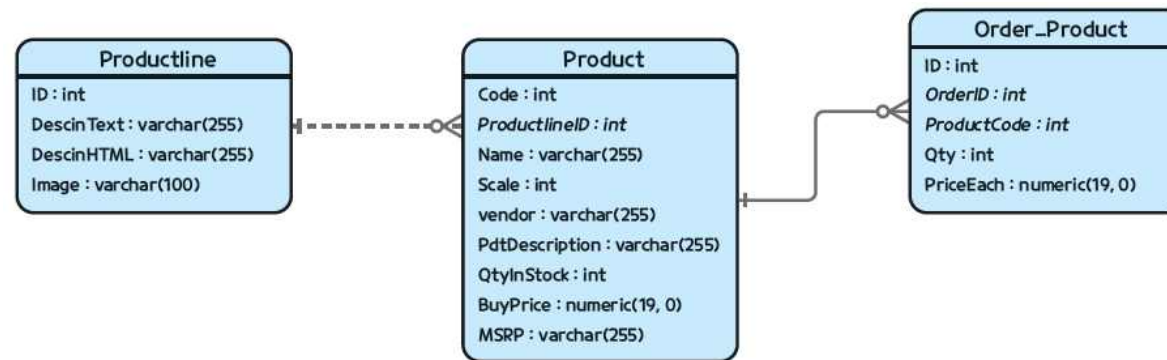 Productline
ID : int
DescinText : varchar(255)
DescinHTML : varchar(255)
Image : varchar(100)
Product
Code : int
ProductlineID : int
Name : varchar(255)
Scale : int
vendor : varchar(255)
PdtDescription : varchar(255)
QtyInStock : int
BuyPrice : numeric(19, 0)
MSRP : varchar(255)
Order_Product
ID : int
OrderID : int
ProductCode : int
Qty : int
PriceEach : numeric(19, 0)